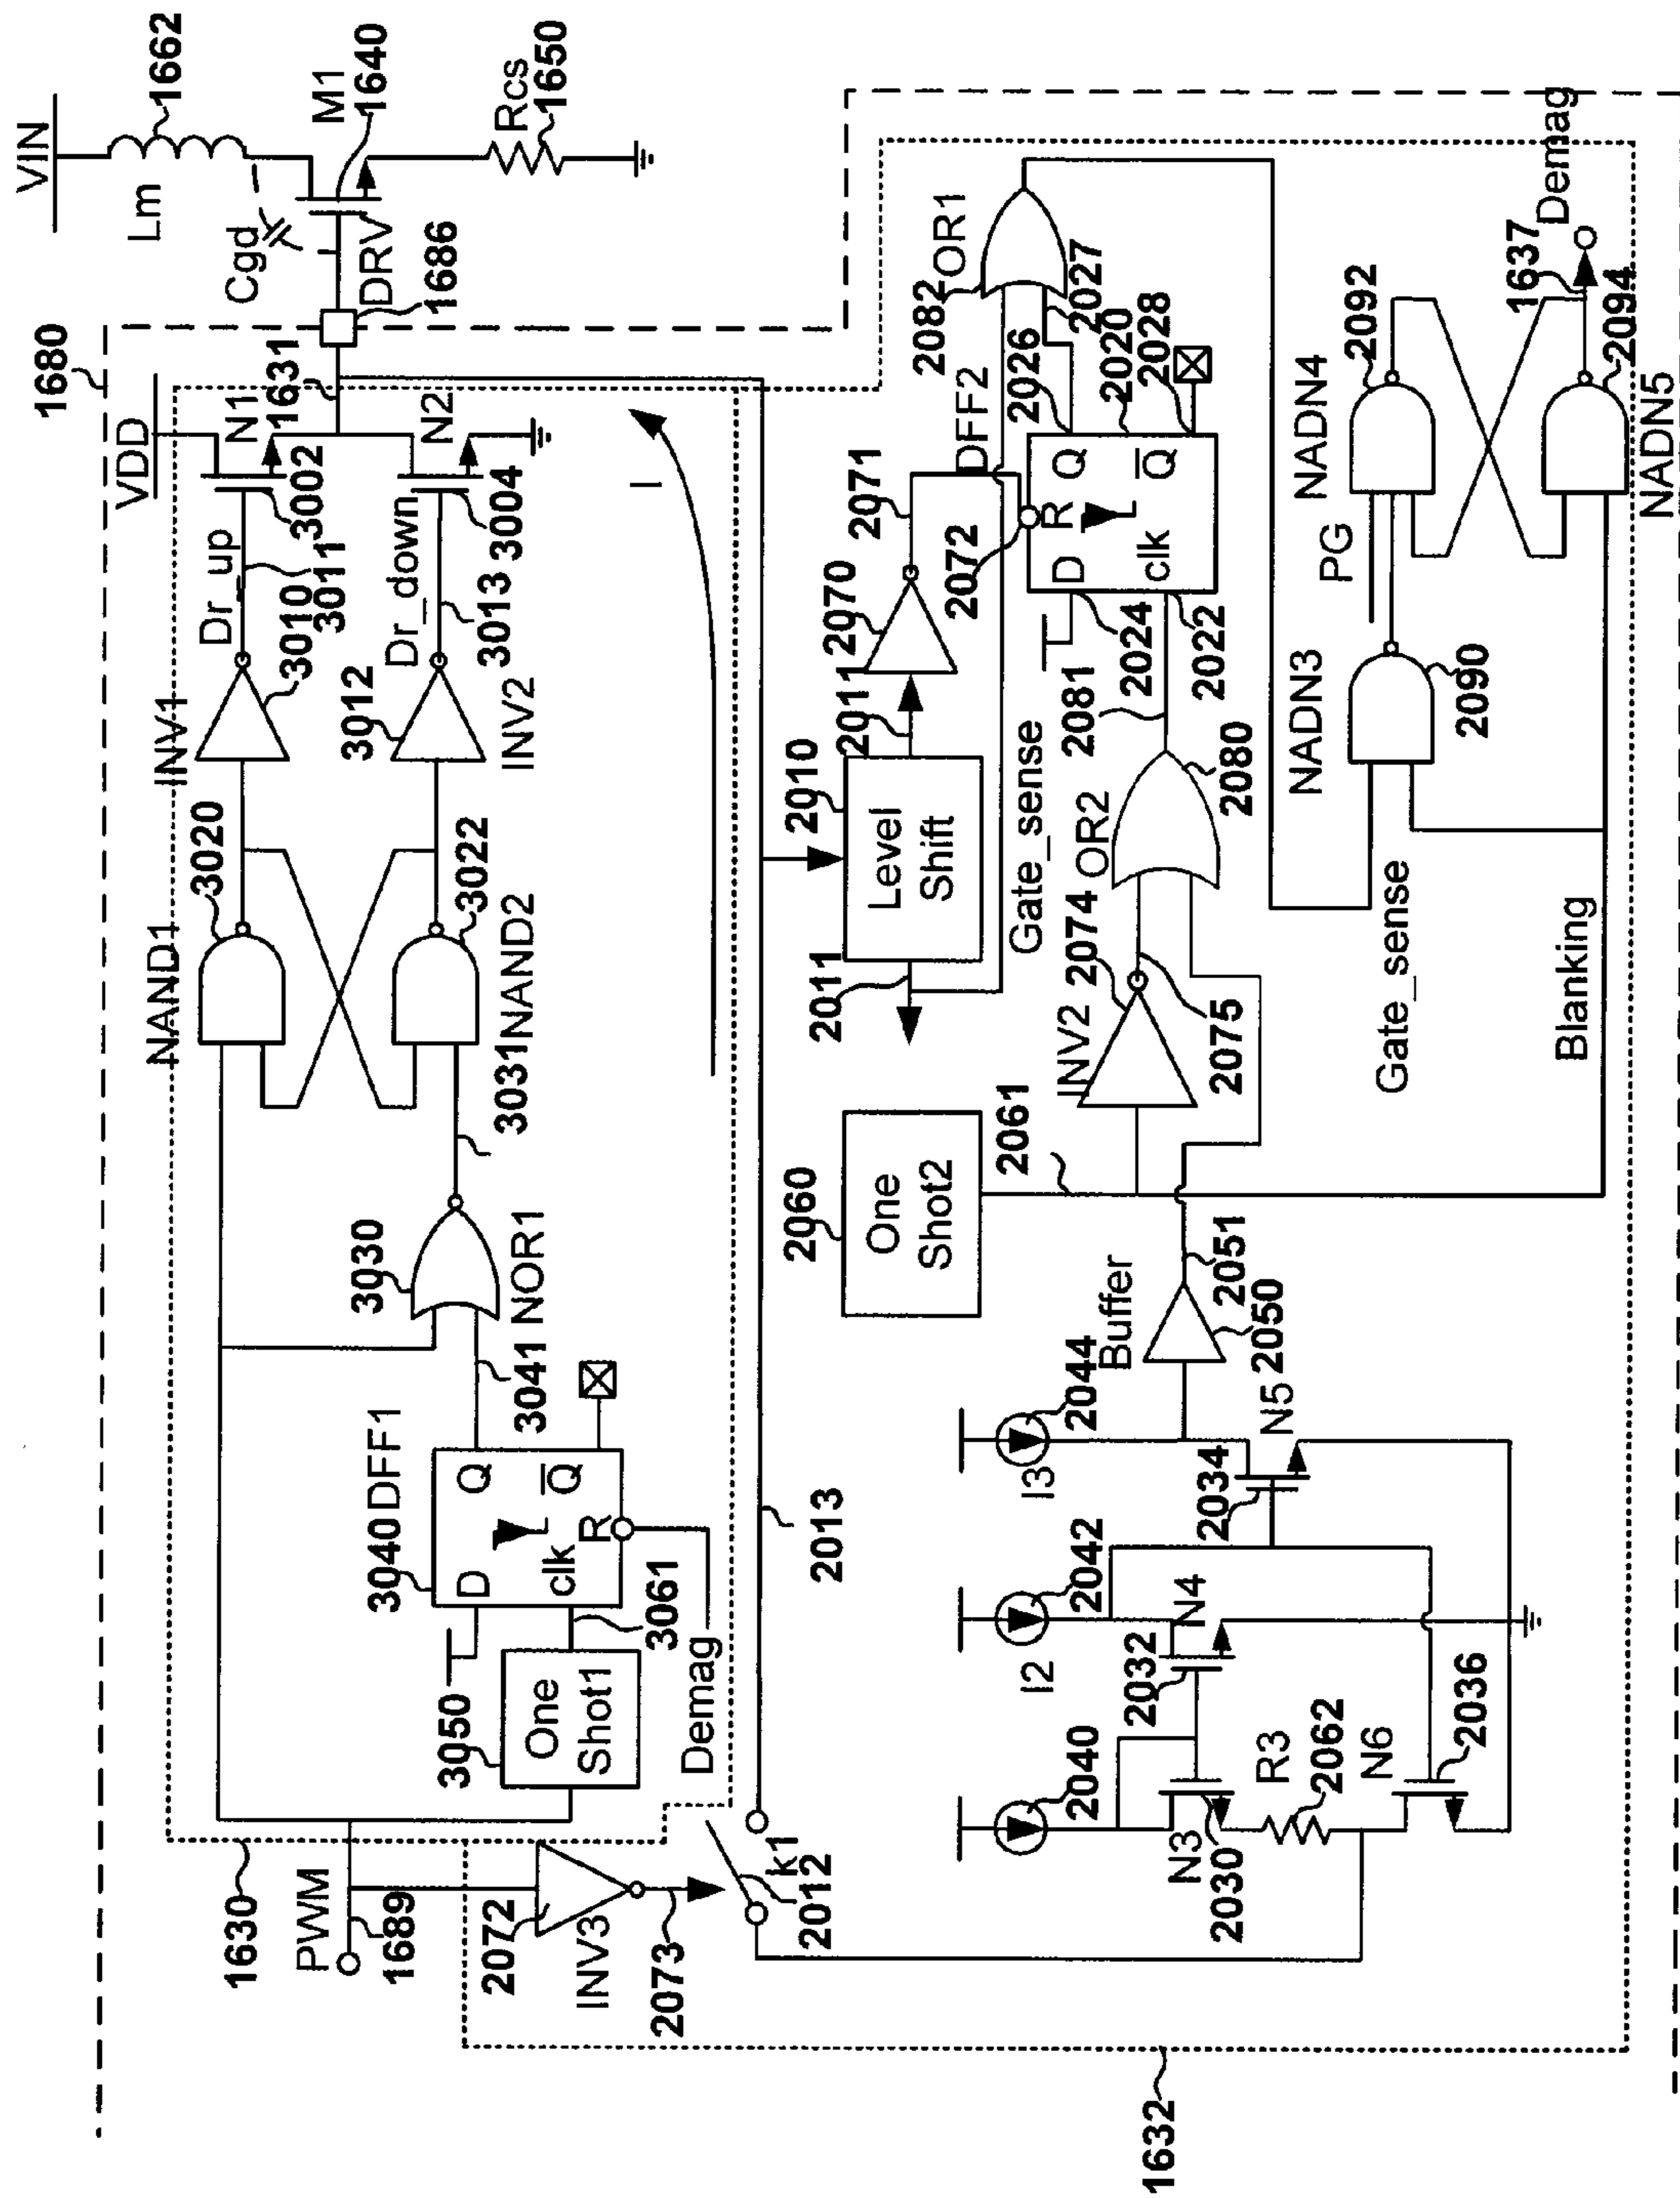 VIN
1662
Lm
Cgd
M1
1640
DRV
1686
Rcs
1650
1680
VDD
N1
1631
3002
Dr_up
3011
INV1
3010
N2
3004
Dr_down
3013
3012
INV2
I
NAND1
3020
3022
NAND2
3031
3030
NOR1
3041
3040
DFF1
D
Q
clk
Q
R
3061
3050
One
Shot1
Demag
1630
PWM
1689
2072
INV3
2073
k1
2012
2013
2010
Level
Shift
2011
2011
2070
2071
2072
DFF2
D
R
Q
clk
Q
2024
2022
2026
2027
2020
2028
2082
OR1
Gate_sense
2081
OR2
2080
2074
INV2
2075
2060
One
Shot2
2061
Buffer
2051
2050
2044
I3
N5
2034
2042
I2
N4
2032
2040
N3
2030
R3
2062
N6
2036
NADN3
2090
PG
NADN4
2092
1637
Demag
2094
NADN5
Gate_sense
Blanking
1632